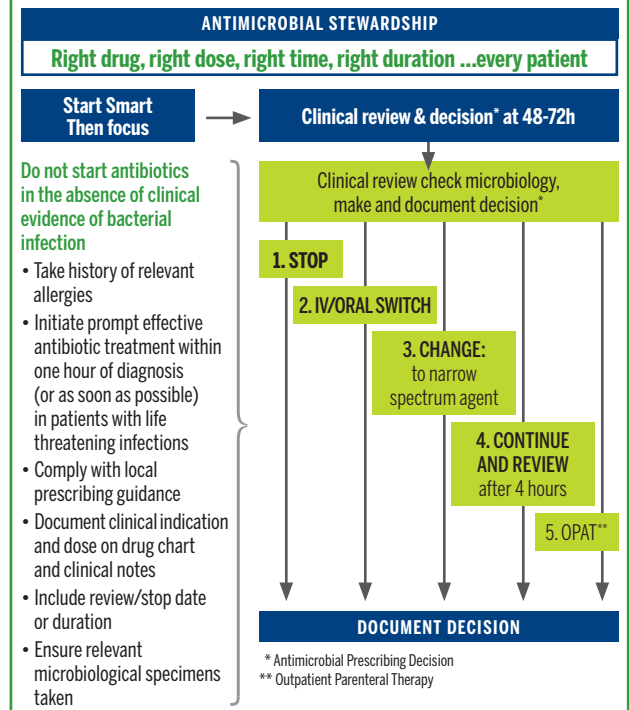 ANTIMICROBIAL STEWARDSHIP
Right drug, right dose, right time, right duration ...every patient
Start Smart
Then focus
Clinical review & decision* at 48-72h
Do not start antibiotics
in the absence of clinical
evidence of bacterial
infection
• Take history of relevant
allergies
• Initiate prompt effective
antibiotic treatment within
one hour of diagnosis
(or as soon as possible)
in patients with life
threatening infections
• Comply with local
prescribing guidance
• Document clinical indication
and dose on drug chart
and clinical notes
• Include review/stop date
or duration
• Ensure relevant
microbiological specimens
taken
Clinical review check microbiology,
make and document decision*
1. STOP
2. IV/ORAL SWITCH
3. CHANGE:
to narrow
spectrum agent
4. CONTINUE
AND REVIEW
after 4 hours
5. OPAT**
DOCUMENT DECISION
* Antimicrobial Prescribing Decision
** Outpatient Parenteral Therapy